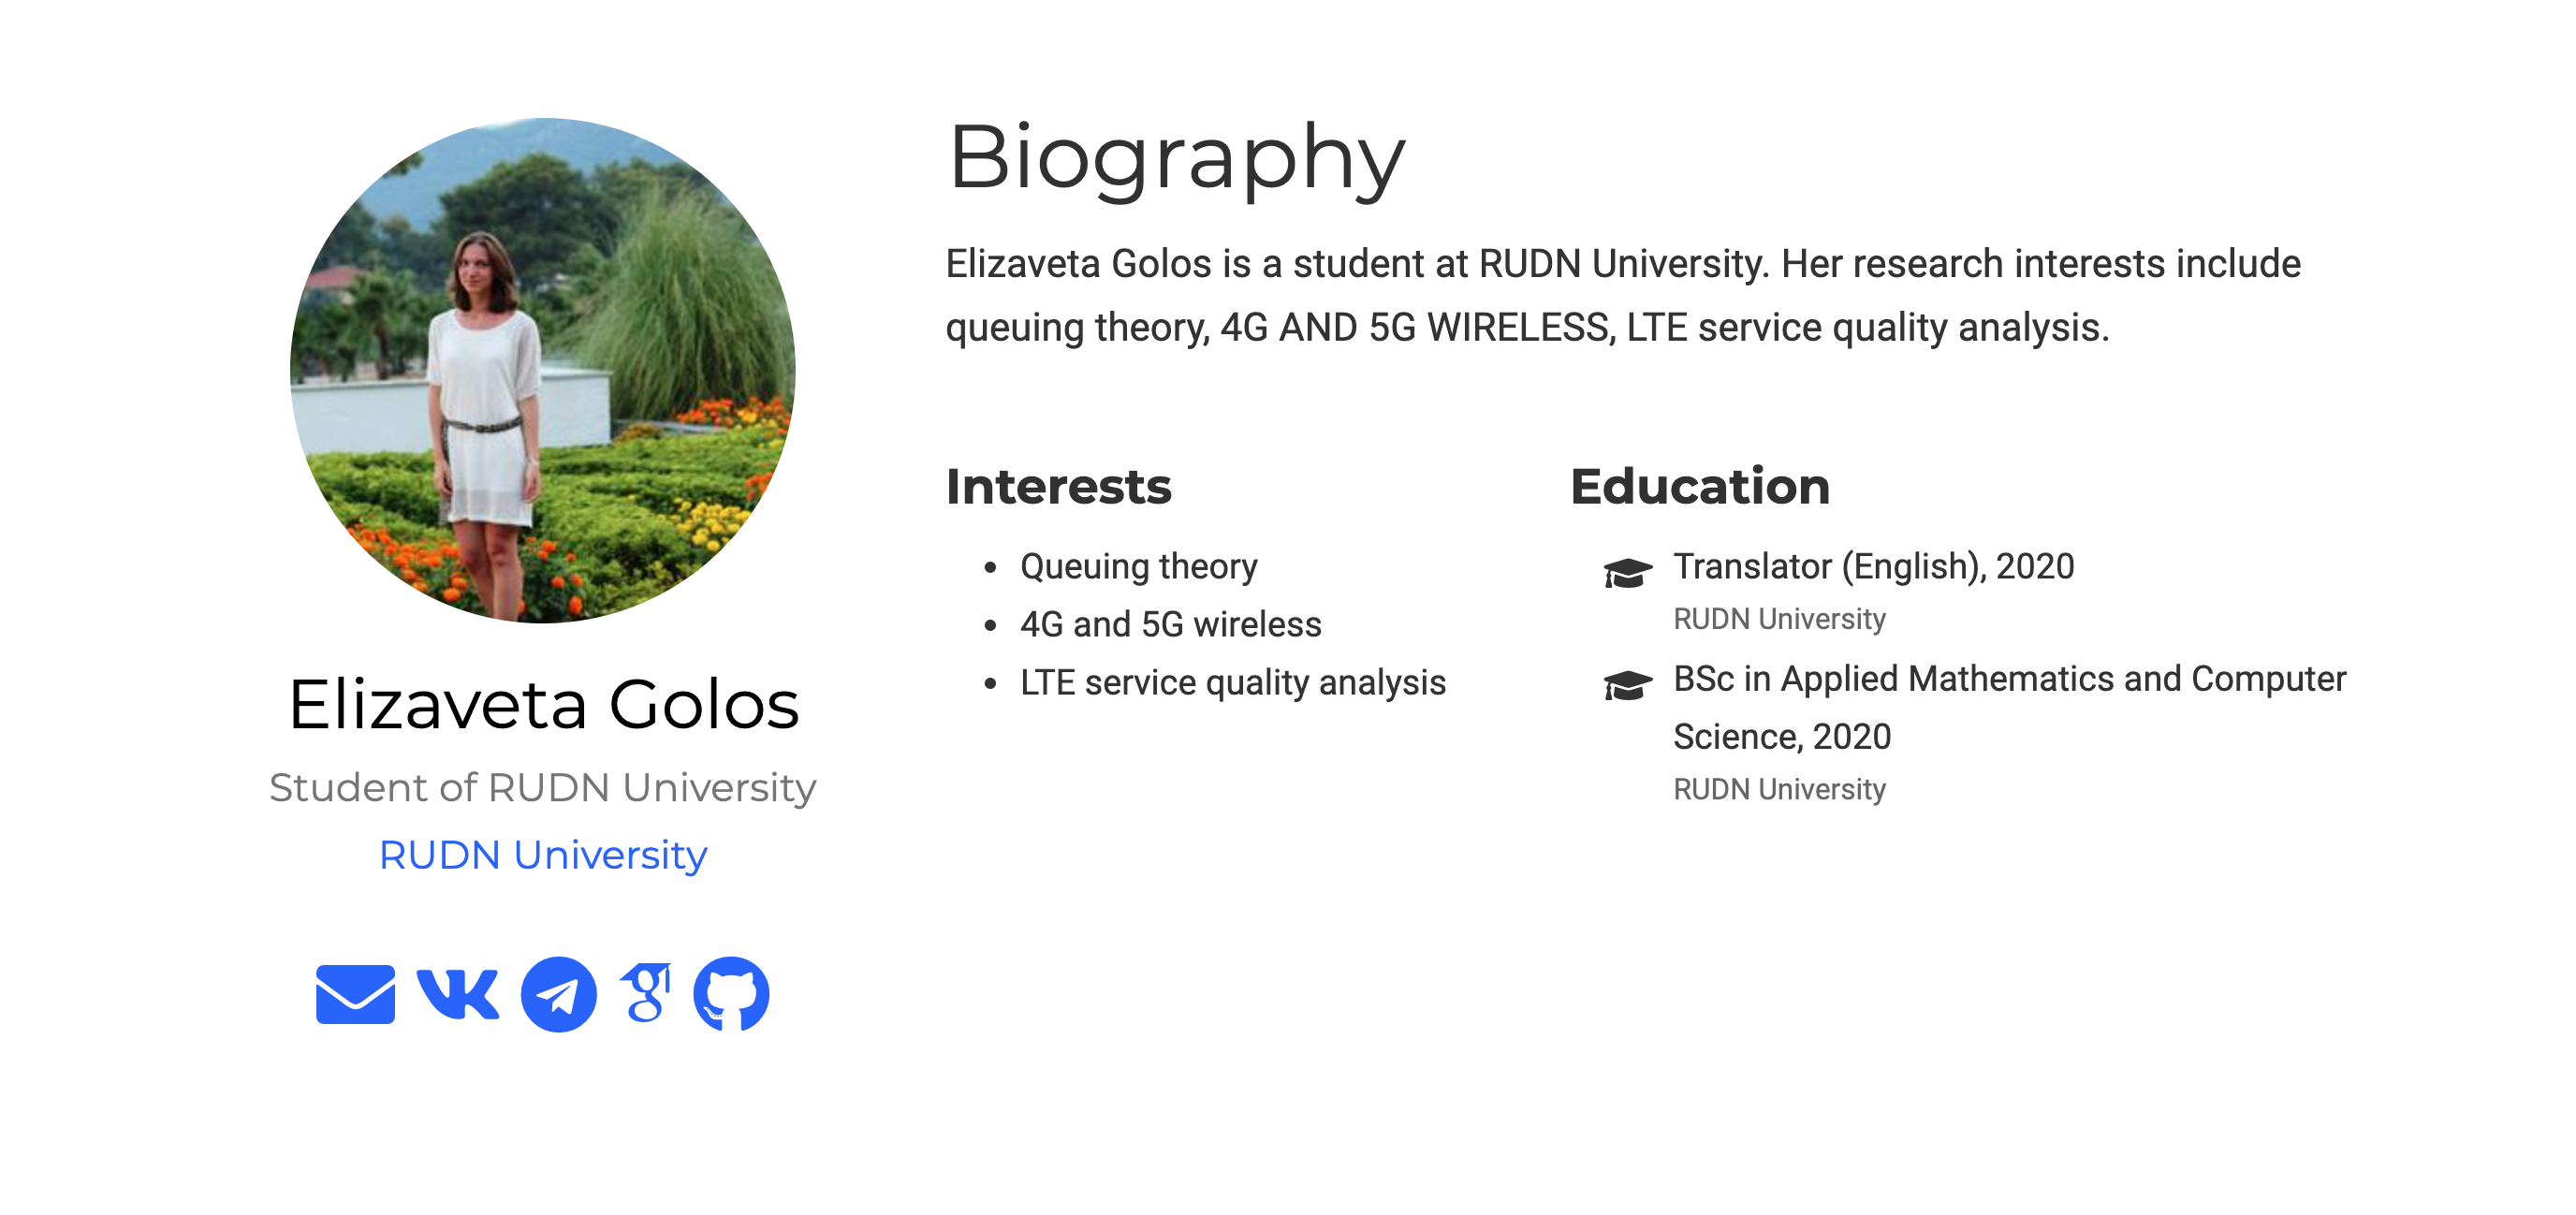 Elizaveta Golos
Student of RUDN University
RUDN University
Biography
Elizaveta Golos is a student at RUDN University. Her research interests include
queuing theory, 4G AND 5G WIRELESS, LTE service quality analysis.
Interests
Queuing theory
4G and 5G wireless
LTE service quality analysis
Education
Translator (English), 2020
RUDN University
BSc in Applied Mathematics and Computer
Science, 2020
RUDN University